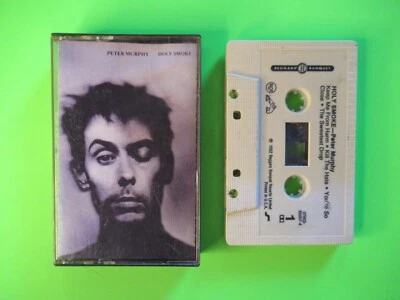 PETER MURPHY HOLY SMOKE
BEGGARS BANQUET
HOLY SMOKE—Peter Murphy
Keep Me From Harm • Kill The Hate • You're So
Close • The Sweetest Drop
1